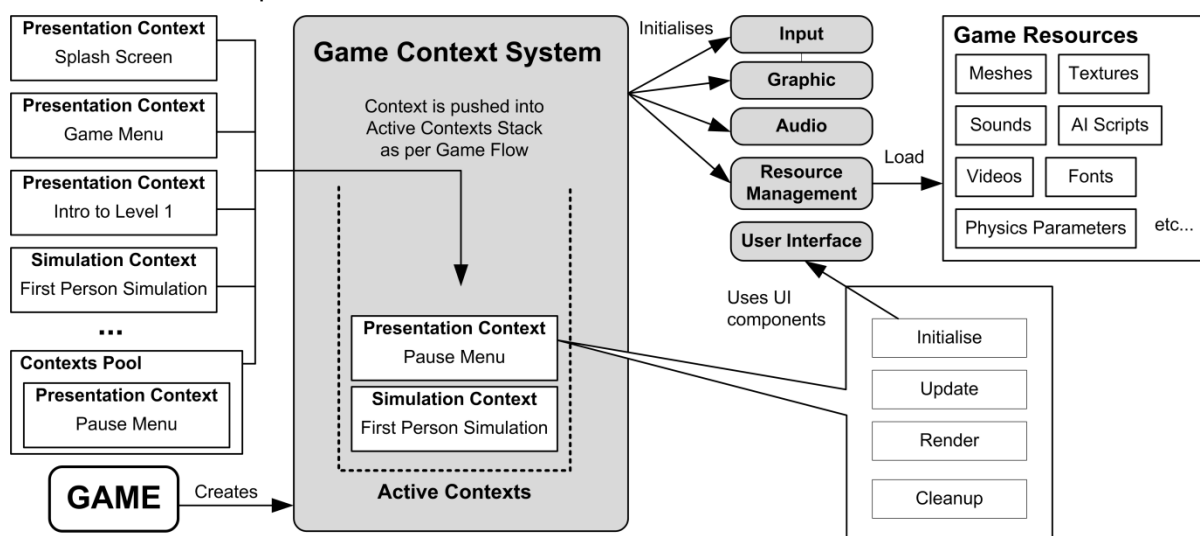 Presentation Context
Splash Screen
Presentation Context
Game Menu
Presentation Context
Intro to Level 1
Simulation Context
First Person Simulation
...
Contexts Pool
Presentation Context
Pause Menu
GAME
Creates
Game Context System
Context is pushed into
Active Contexts Stack
as per Game Flow
Presentation Context
Pause Menu
Simulation Context
First Person Simulation
Active Contexts
Initialises
Input
Graphic
Audio
Resource
Management
User Interface
Load
Game Resources
Meshes
Textures
Sounds
AI Scripts
Videos
Fonts
Physics Parameters
etc...
Uses UI
components
Initialise
Update
Render
Cleanup